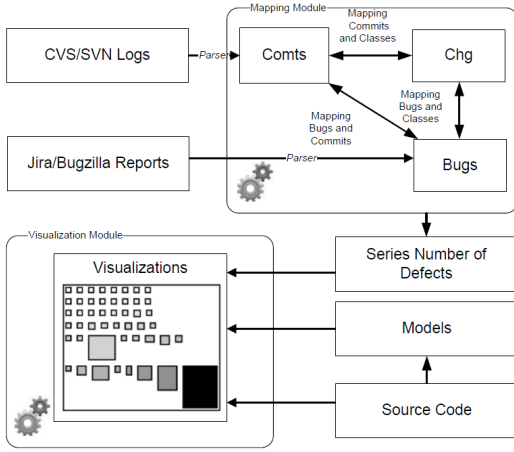 Mapping Module
CVS/SVN Logs
Parser
Comts
Mapping
Commits
and Classes
Chg
Mapping
Bugs and
Commits
Mapping
Bugs and
Classes
Jira/Bugzilla Reports
Parser
Bugs
Visualization Module
Visualizations
Series Number of
Defects
Models
Source Code